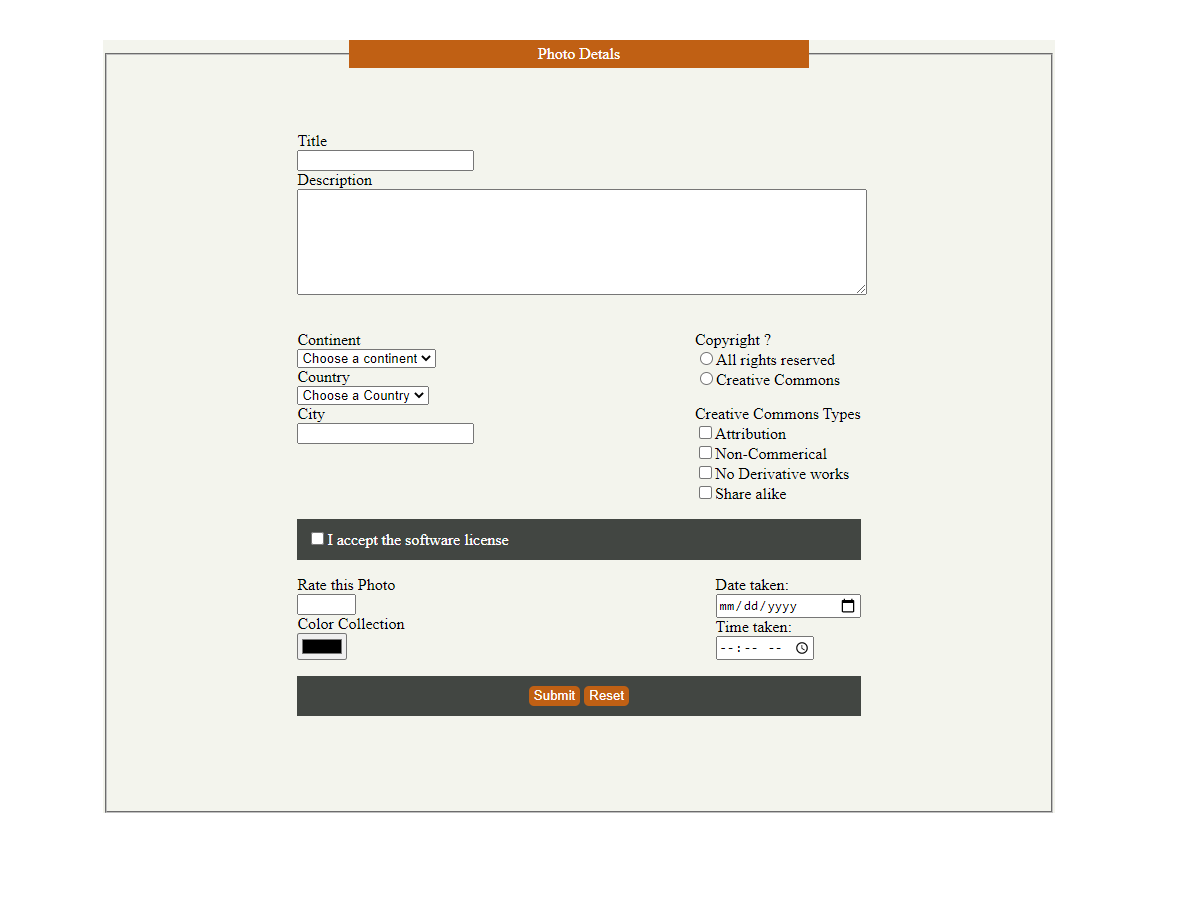 Photo Detals
Title
Description
Continent
Choose a continent
Country
Choose a Country
City
Copyright ?
All rights reserved
Creative Commons
Creative Commons Types
Attribution
Non-Commerical
No Derivative works
Share alike
I accept the software license
Rate this Photo
Color Collection
Date taken:
mm/dd/yyyy
Time taken:
--:-- --
Submit Reset